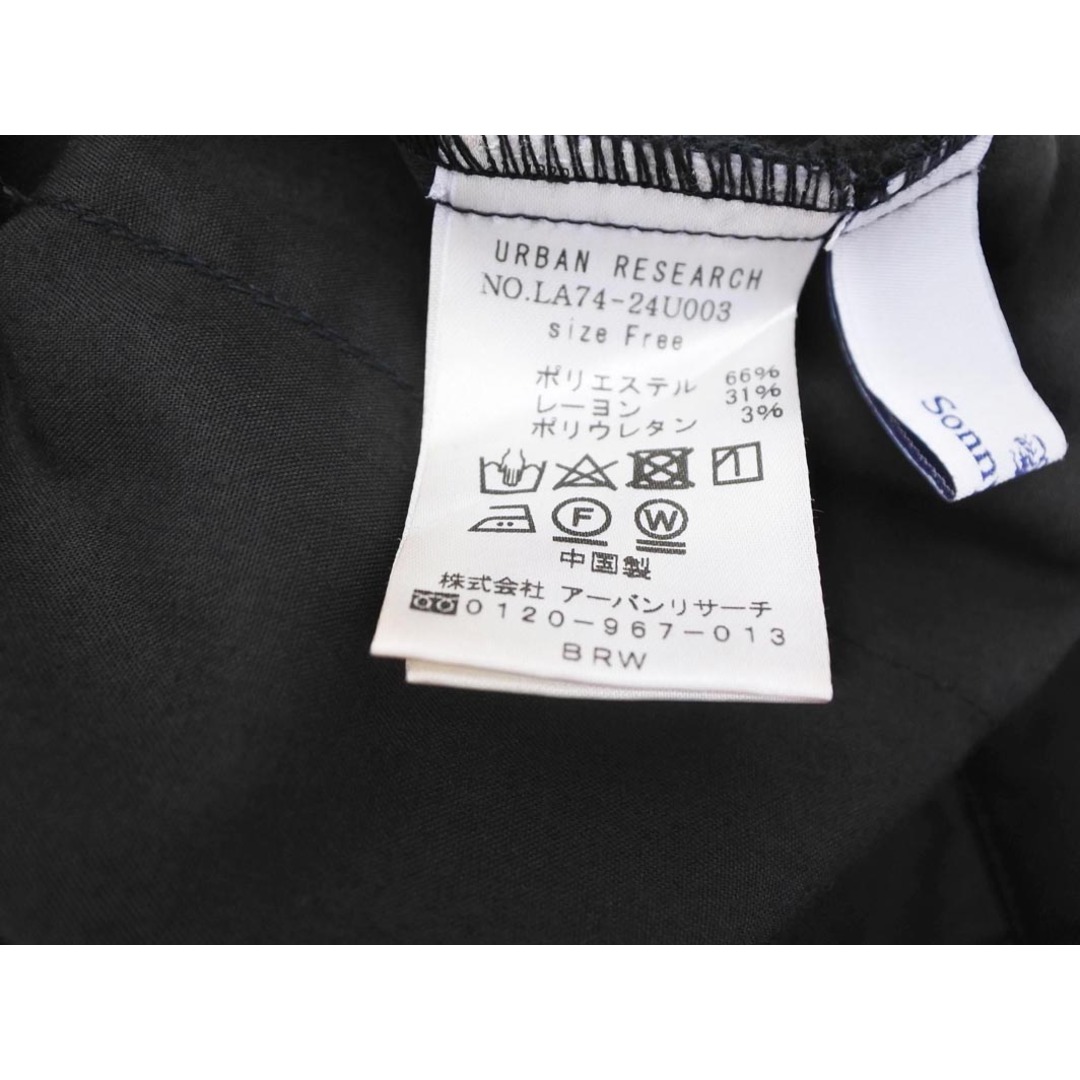 URBAN RESEARCH
NO.LA74-24U003
size Free
ポリエステル 66%
レーヨン 31%
ポリウレタン 3%
F W
中国製
株式会社 アーバンリサーチ
0120-967-013
BRW